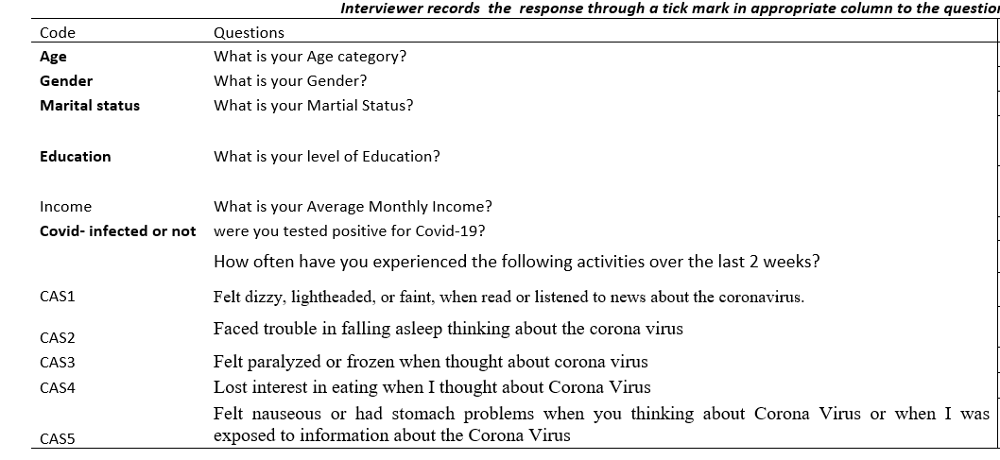 Interviewer records the response through a tick mark in appropriate column to the question
Code Questions
Age What is your Age category?
Gender What is your Gender?
Marital status What is your Martial Status?
Education What is your level of Education?
Income What is your Average Monthly Income?
Covid- infected or not were you tested positive for Covid-19?
How often have you experienced the following activities over the last 2 weeks?
CAS1 Felt dizzy, lightheaded, or faint, when read or listened to news about the coronavirus.
CAS2 Faced trouble in falling asleep thinking about the corona virus
CAS3 Felt paralyzed or frozen when thought about corona virus
CAS4 Lost interest in eating when I thought about Corona Virus
Felt nauseous or had stomach problems when you thinking about Corona Virus or when I was
CAS5 exposed to information about the Corona Virus